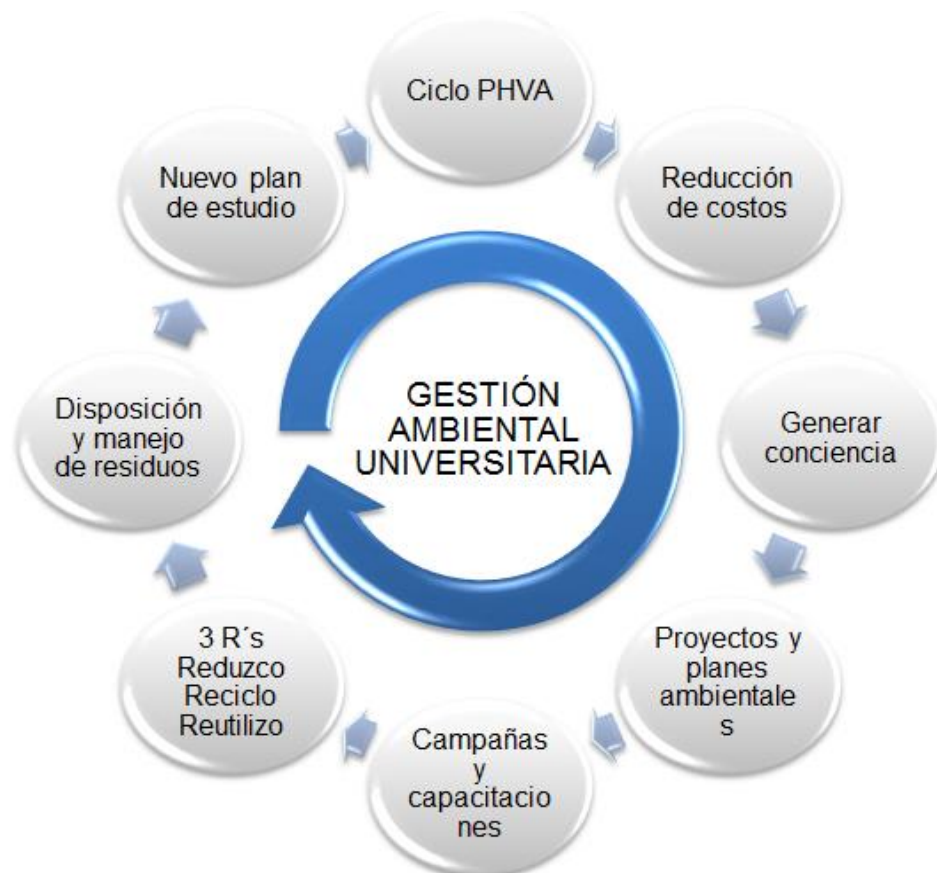 Ciclo PHVA
Reducción
de costos
Generar
conciencia
Proyectos y
planes
ambientale
s
Campañas
y
capacitacio
nes
3 R´s
Reduzco
Reciclo
Reutilizo
Disposición
y manejo
de residuos
Nuevo plan
de estudio
GESTIÓN
AMBIENTAL
UNIVERSITARIA